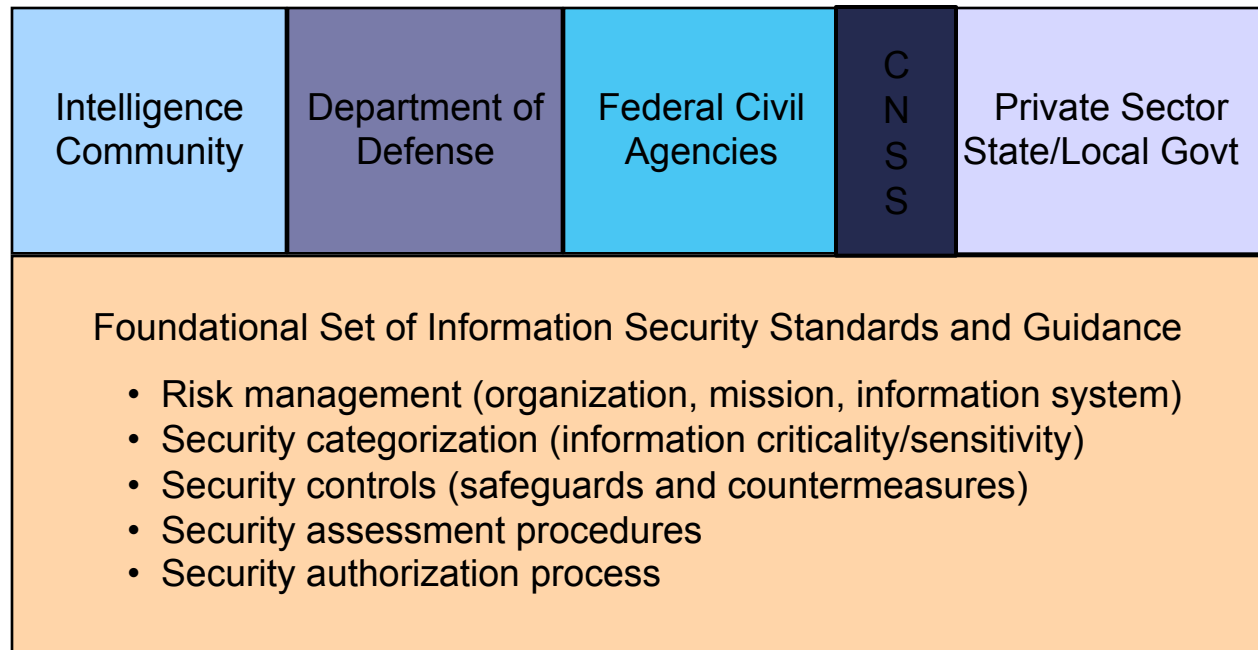 Intelligence
Community
Department of
Defense
Federal Civil
Agencies
C
N
S
S
Private Sector
State/Local Govt
Foundational Set of Information Security Standards and Guidance
• Risk management (organization, mission, information system)
• Security categorization (information criticality/sensitivity)
• Security controls (safeguards and countermeasures)
• Security assessment procedures
• Security authorization process